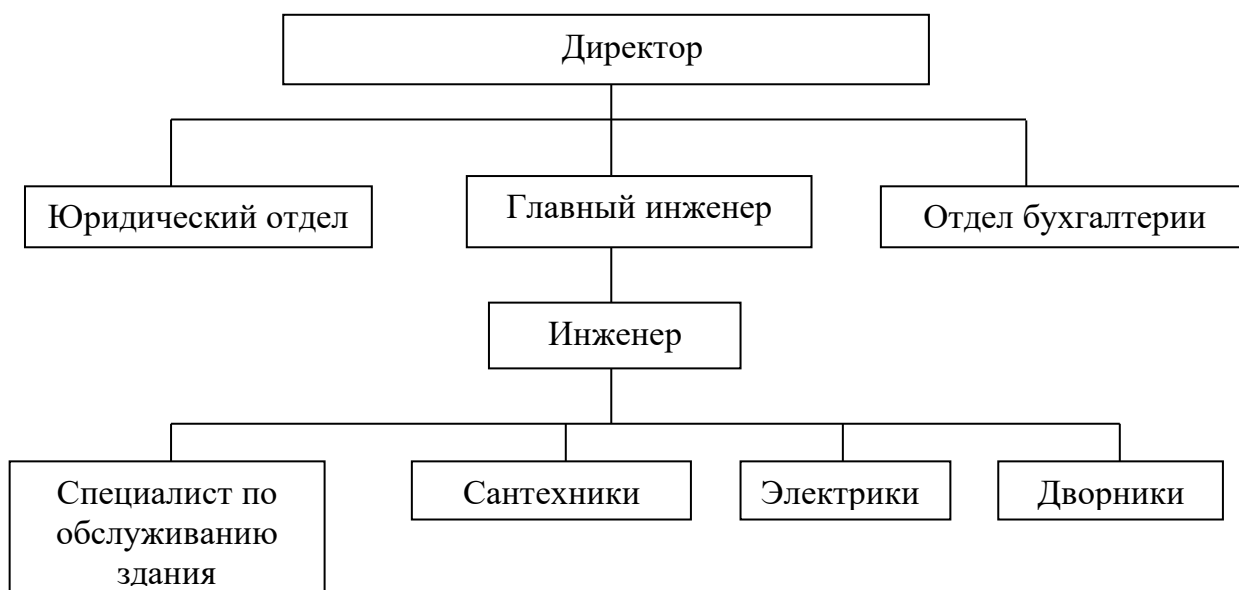 Директор
Юридический отдел
Главный инженер
Отдел бухгалтерии
Инженер
Специалист по
обслуживанию
здания
Сантехники
Электрики
Дворники